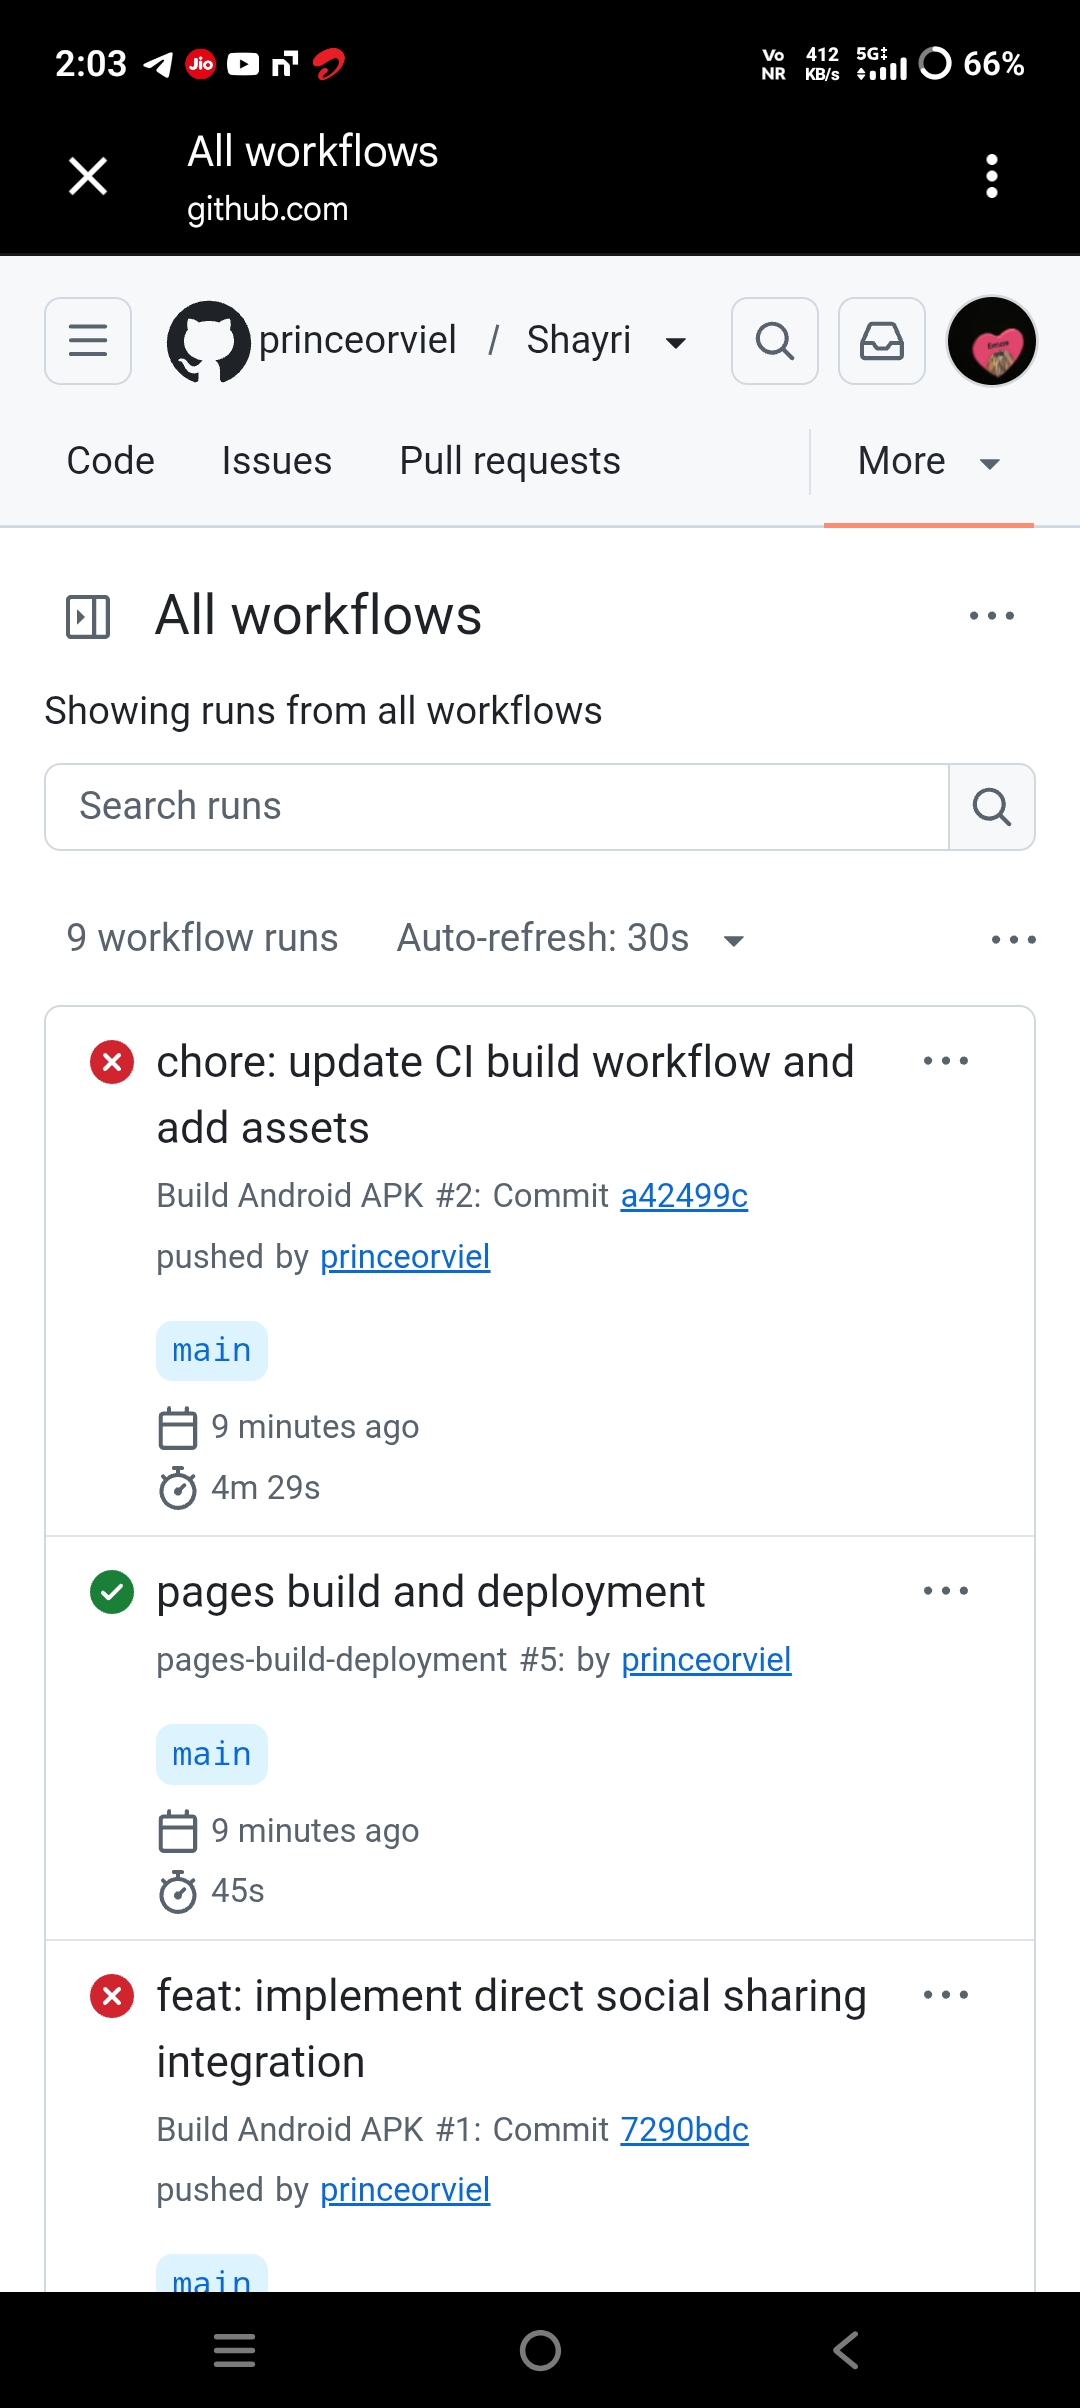 2:03
Jio
Vo NR
412 KB/s
5G
66%
All workflows
github.com
princeorviel / Shayri
Code Issues Pull requests More
All workflows
Showing runs from all workflows
Search runs
9 workflow runs Auto-refresh: 30s
chore: update CI build workflow and
add assets
Build Android APK #2: Commit a42499c
pushed by princeorviel
main
9 minutes ago
4m 29s
pages build and deployment
pages-build-deployment #5: by princeorviel
main
9 minutes ago
45s
feat: implement direct social sharing
integration
Build Android APK #1: Commit 7290bdc
pushed by princeorviel
main